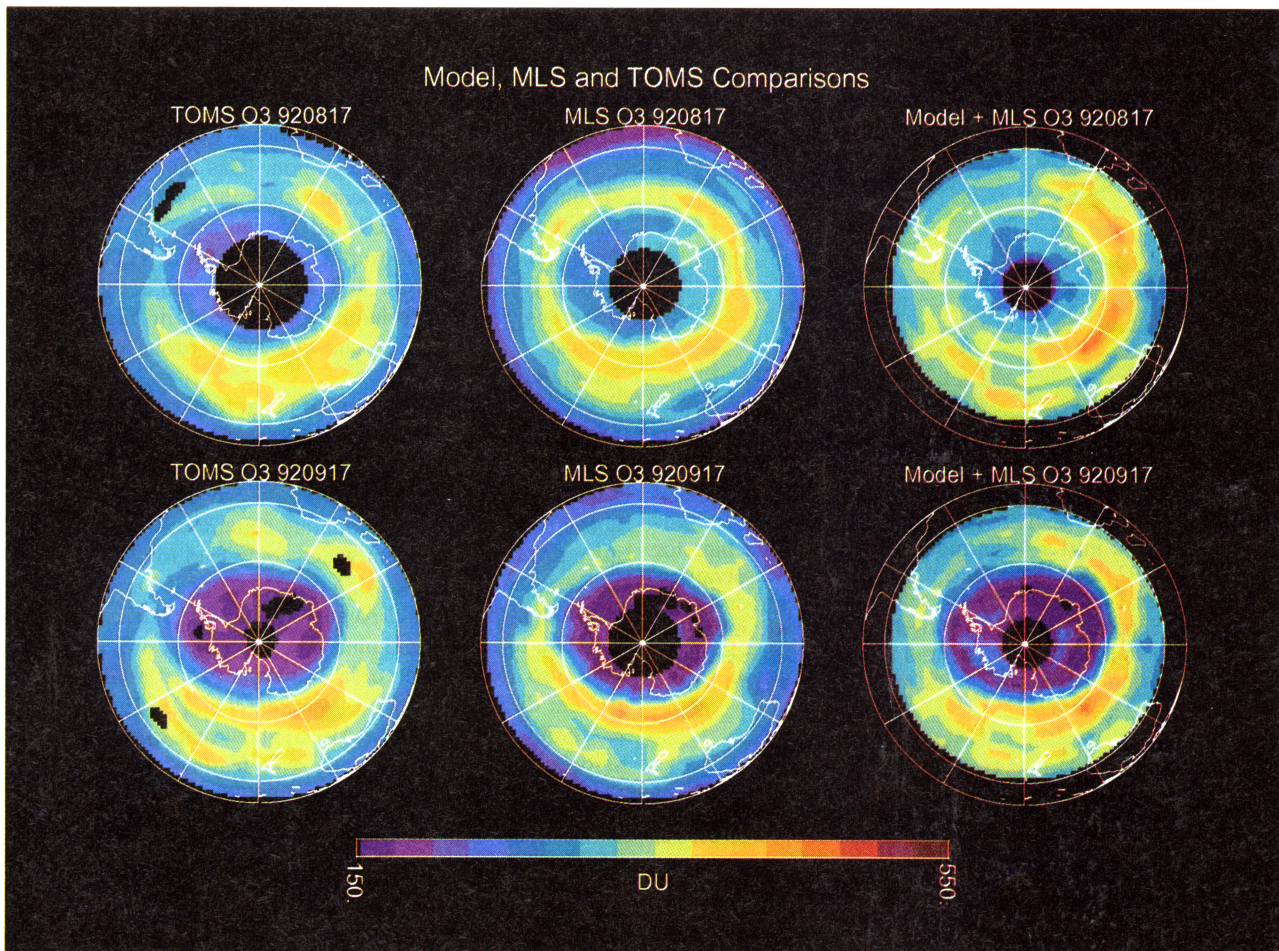 Model, MLS and TOMS Comparisons
TOMS O3 920817
MLS O3 920817
Model + MLS O3 920817
TOMS O3 920917
MLS O3 920917
Model + MLS O3 920917
150.
DU
550.